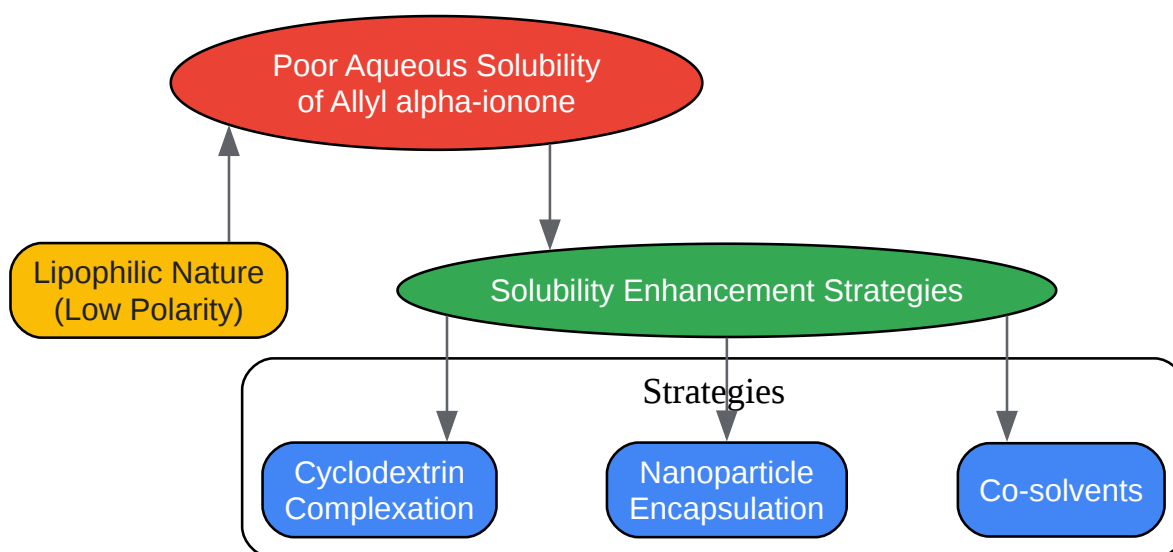 Poor Aqueous Solubility
of Allyl alpha-ionone
Lipophilic Nature
(Low Polarity)
Solubility Enhancement Strategies
Strategies
Cyclodextrin
Complexation
Nanoparticle
Encapsulation
Co-solvents